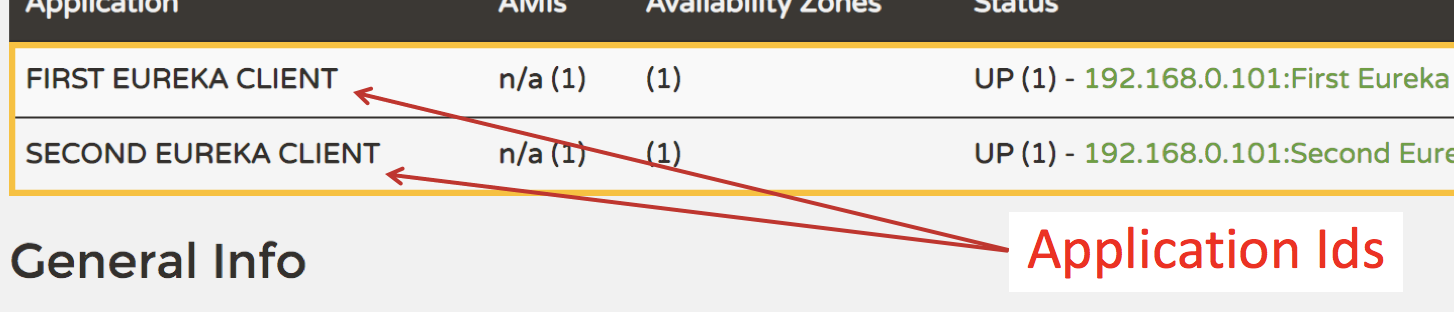 Application AMIs Availability Zones Status
FIRST EUREKA CLIENT n/a (1) (1) UP (1) - 192.168.0.101:First Eureka
SECOND EUREKA CLIENT n/a (1) (1) UP (1) - 192.168.0.101:Second Eure
Application Ids
General Info